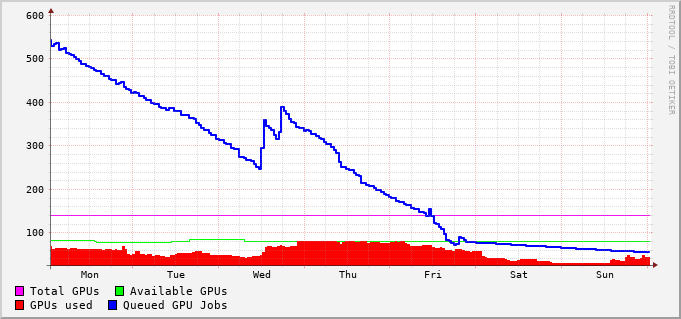 600
500
400
300
200
100
Mon Tue Wed Thu Fri Sat Sun
Total GPUs Available GPUs
GPUs used Queued GPU Jobs
RRDTOOL / TOBI OETIKER